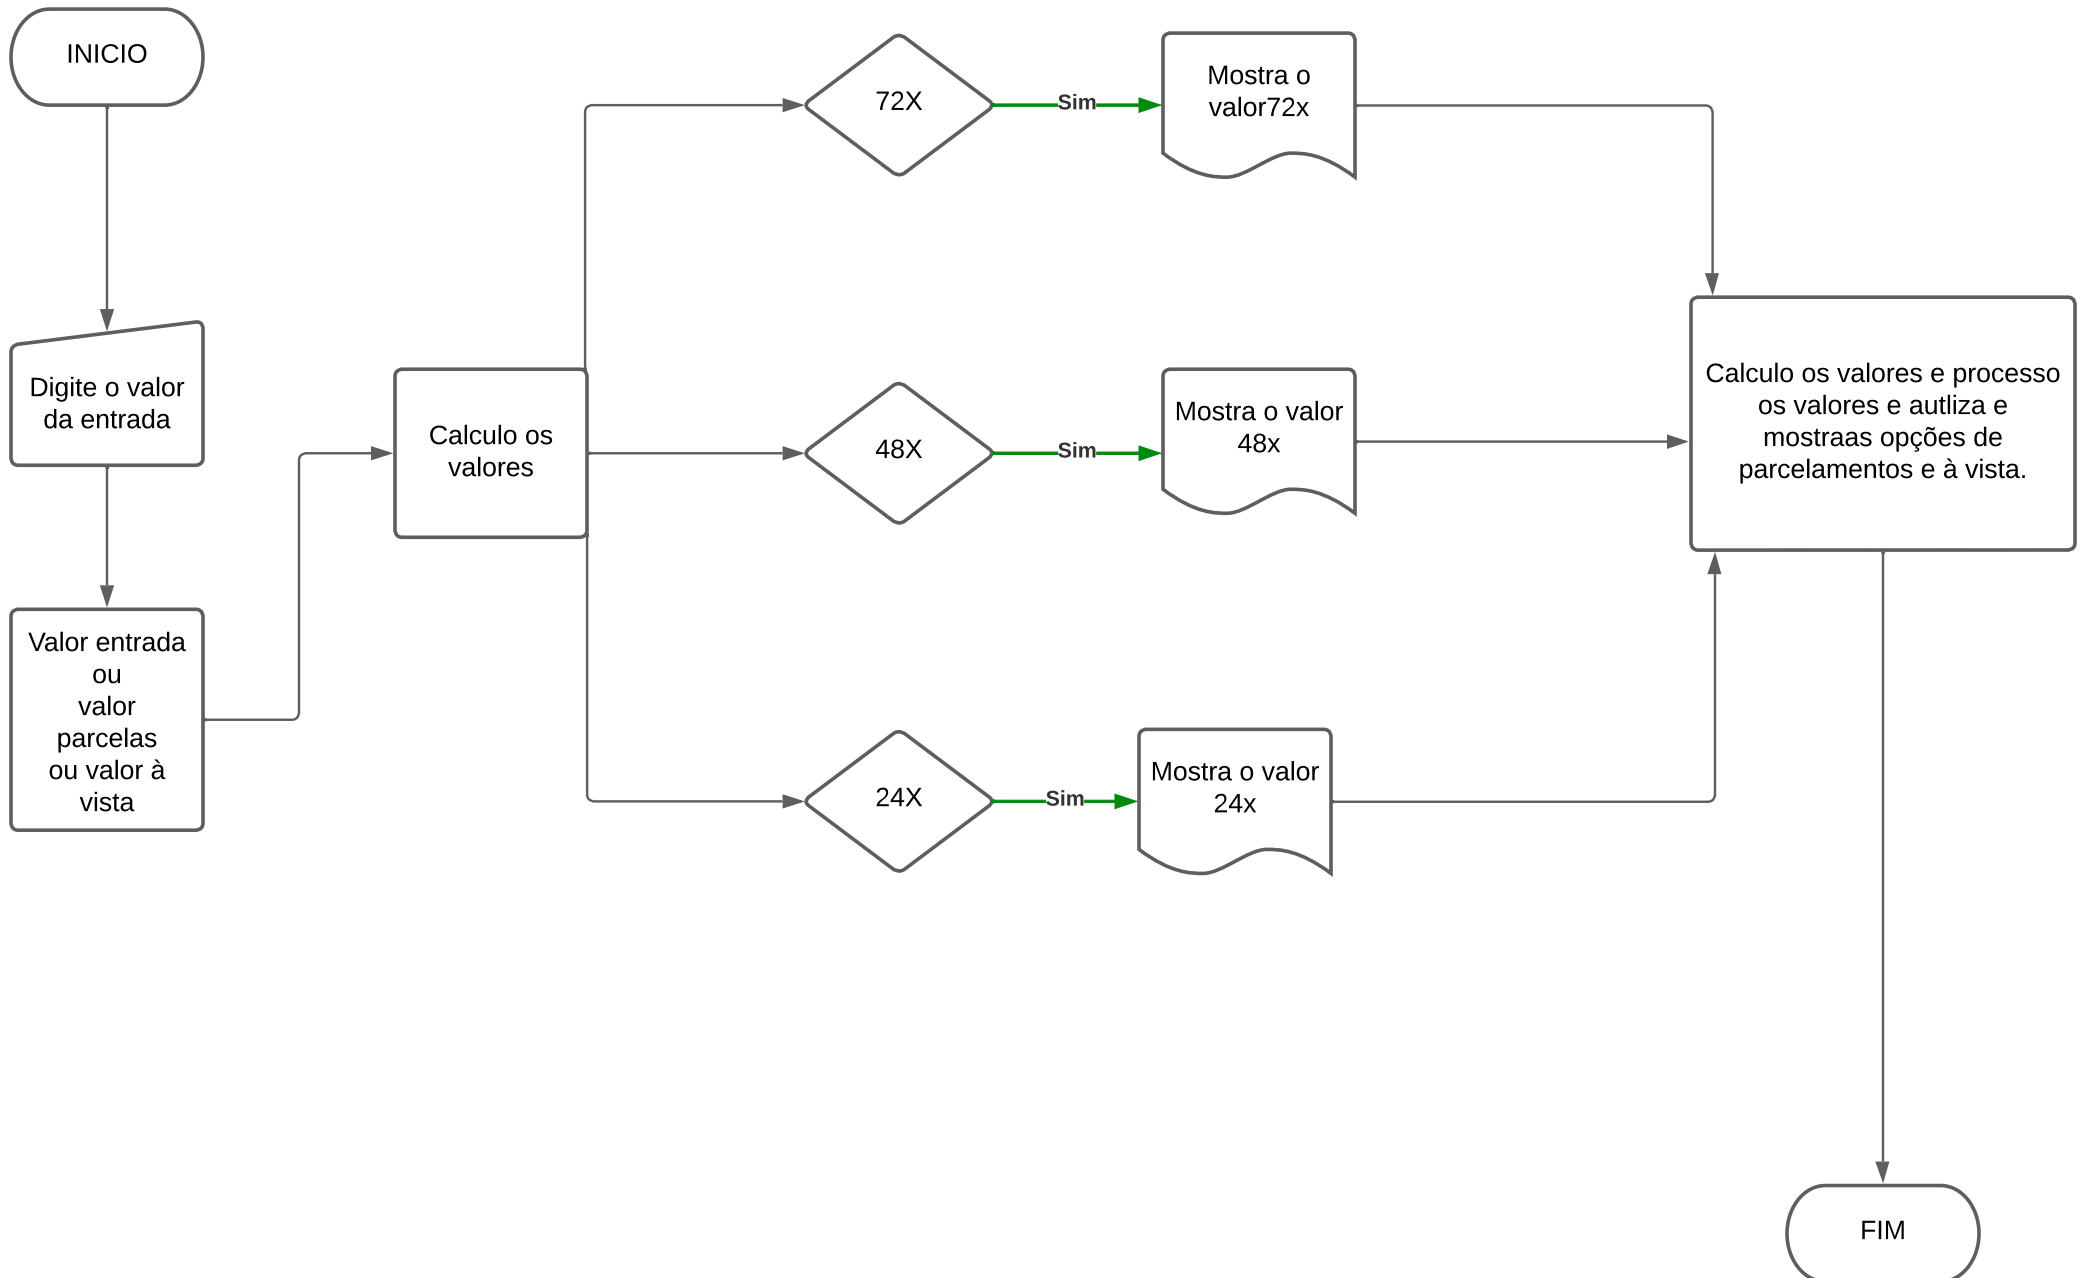 INICIO
Digite o valor
da entrada
Valor entrada
ou
valor
parcelas
ou valor à
vista
Calculo os
valores
72X
Sim
Mostra o
valor72x
48X
Sim
Mostra o valor
48x
24X
Sim
Mostra o valor
24x
Calculo os valores e processo
os valores e autliza e
mostraas opções de
parcelamentos e à vista.
FIM